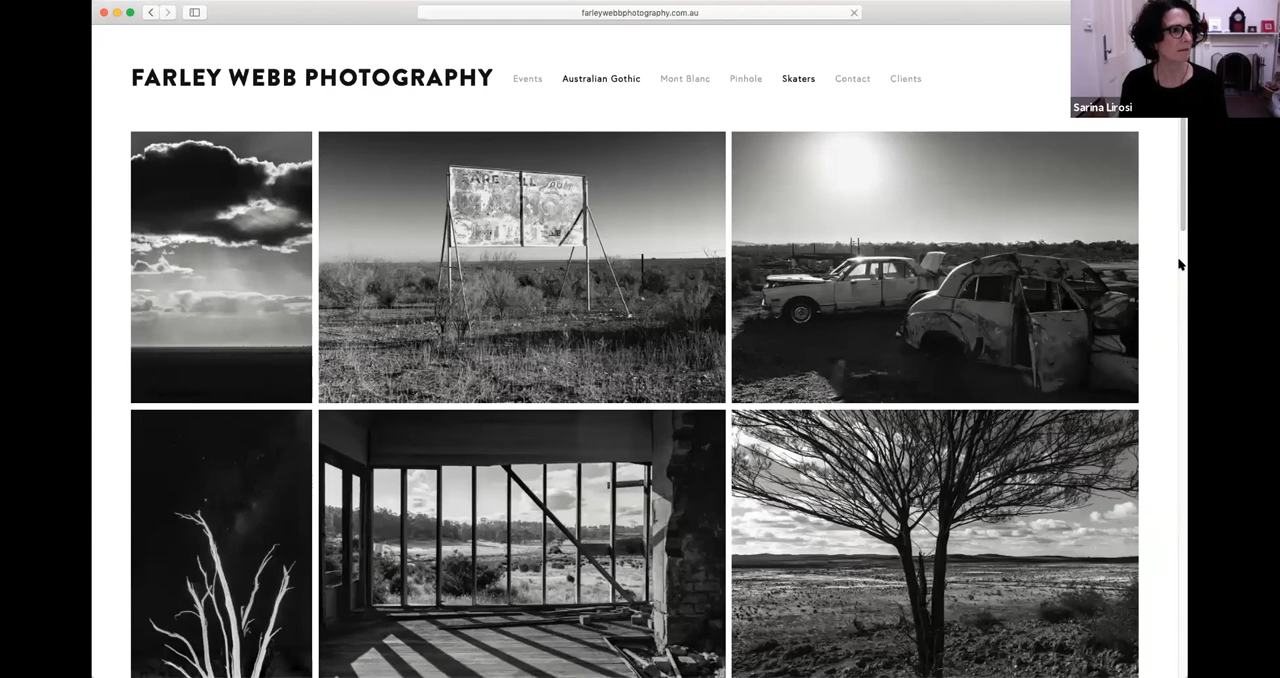 farleywebbphotography.com.au
FARLEY WEBB PHOTOGRAPHY
Events Australian Gothic Mont Blanc Pinhole Skaters Contact Clients
Sarina Lirosi